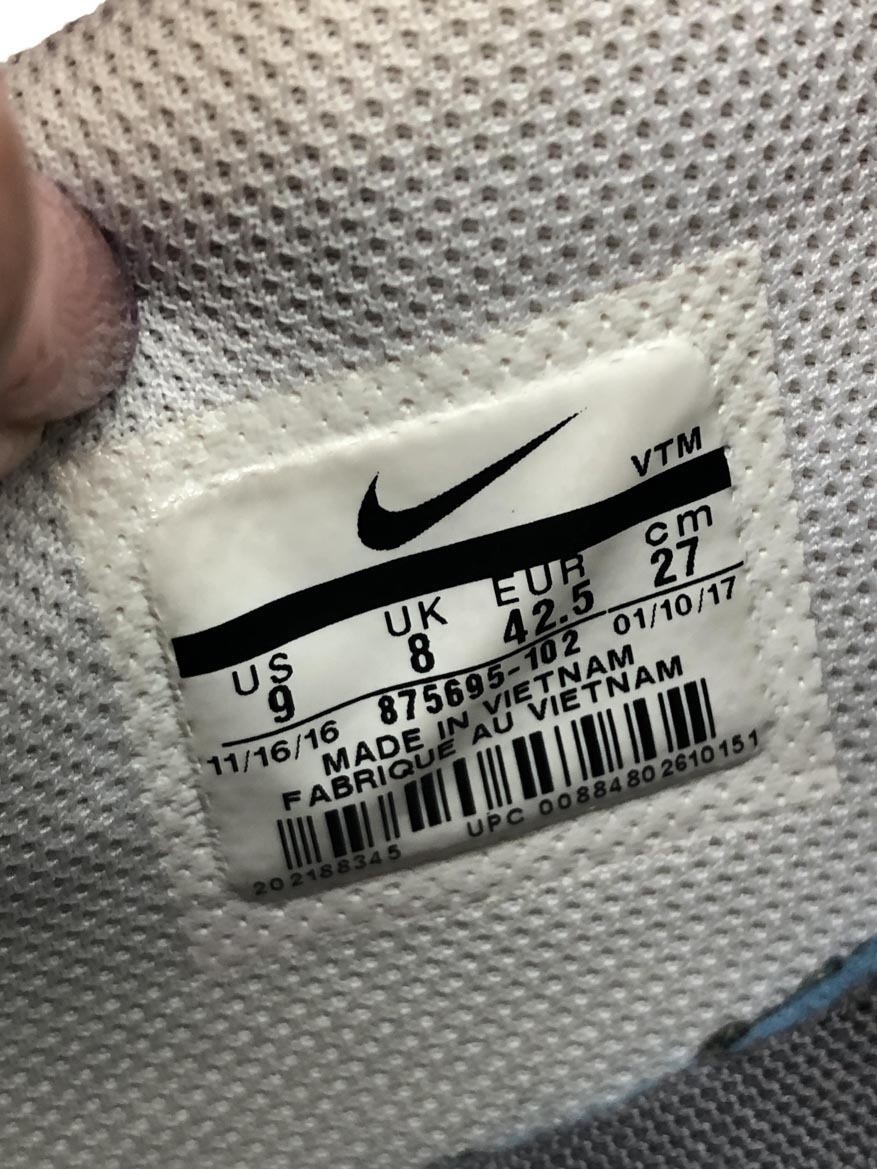 VTM
US UK EUR cm
9 8 42.5 27
11/16/16 875695-102 01/10/17
MADE IN VIETNAM
FABRIQUE AU VIETNAM
202188345 UPC 00884802610151